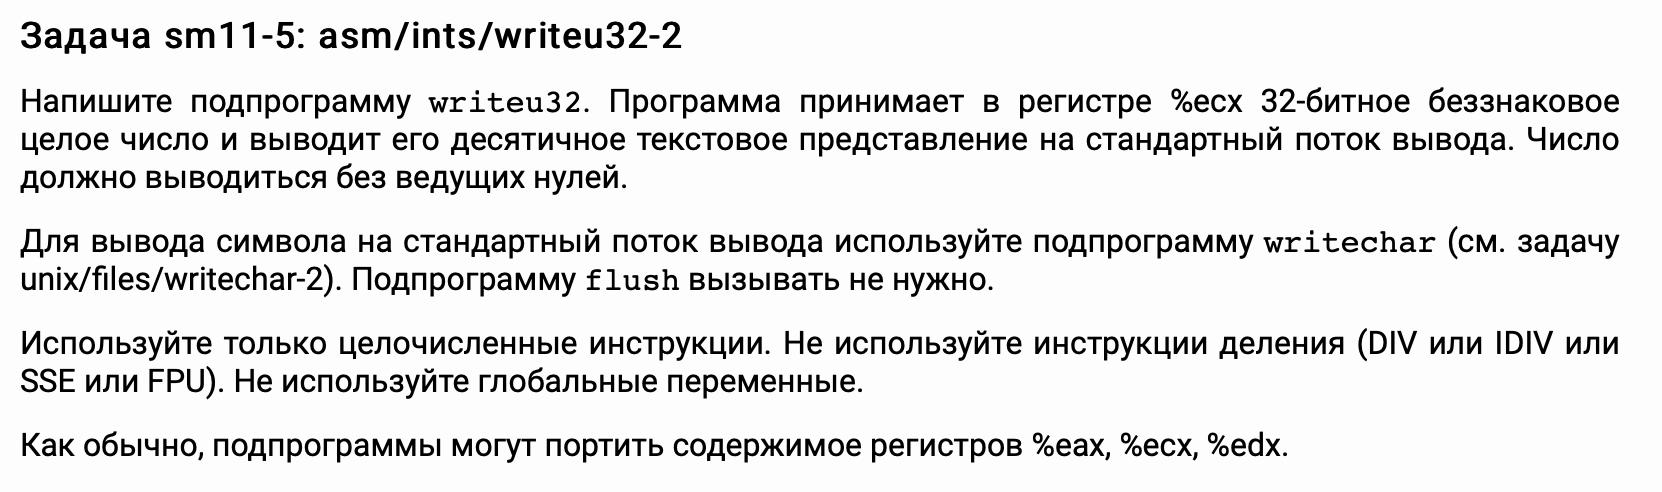 Задача sm11-5: asm/ints/writeu32-2
Напишите подпрограмму writeu32. Программа принимает в регистре %ecx 32-битное беззнаковое
целое число и выводит его десятичное текстовое представление на стандартный поток вывода. Число
должно выводиться без ведущих нулей.
Для вывода символа на стандартный поток вывода используйте подпрограмму writechar (см. задачу
unix/files/writechar-2). Подпрограмму flush вызывать не нужно.
Используйте только целочисленные инструкции. Не используйте инструкции деления (DIV или IDIV или
SSE или FPU). Не используйте глобальные переменные.
Как обычно, подпрограммы могут портить содержимое регистров %eax, %ecx, %edx.